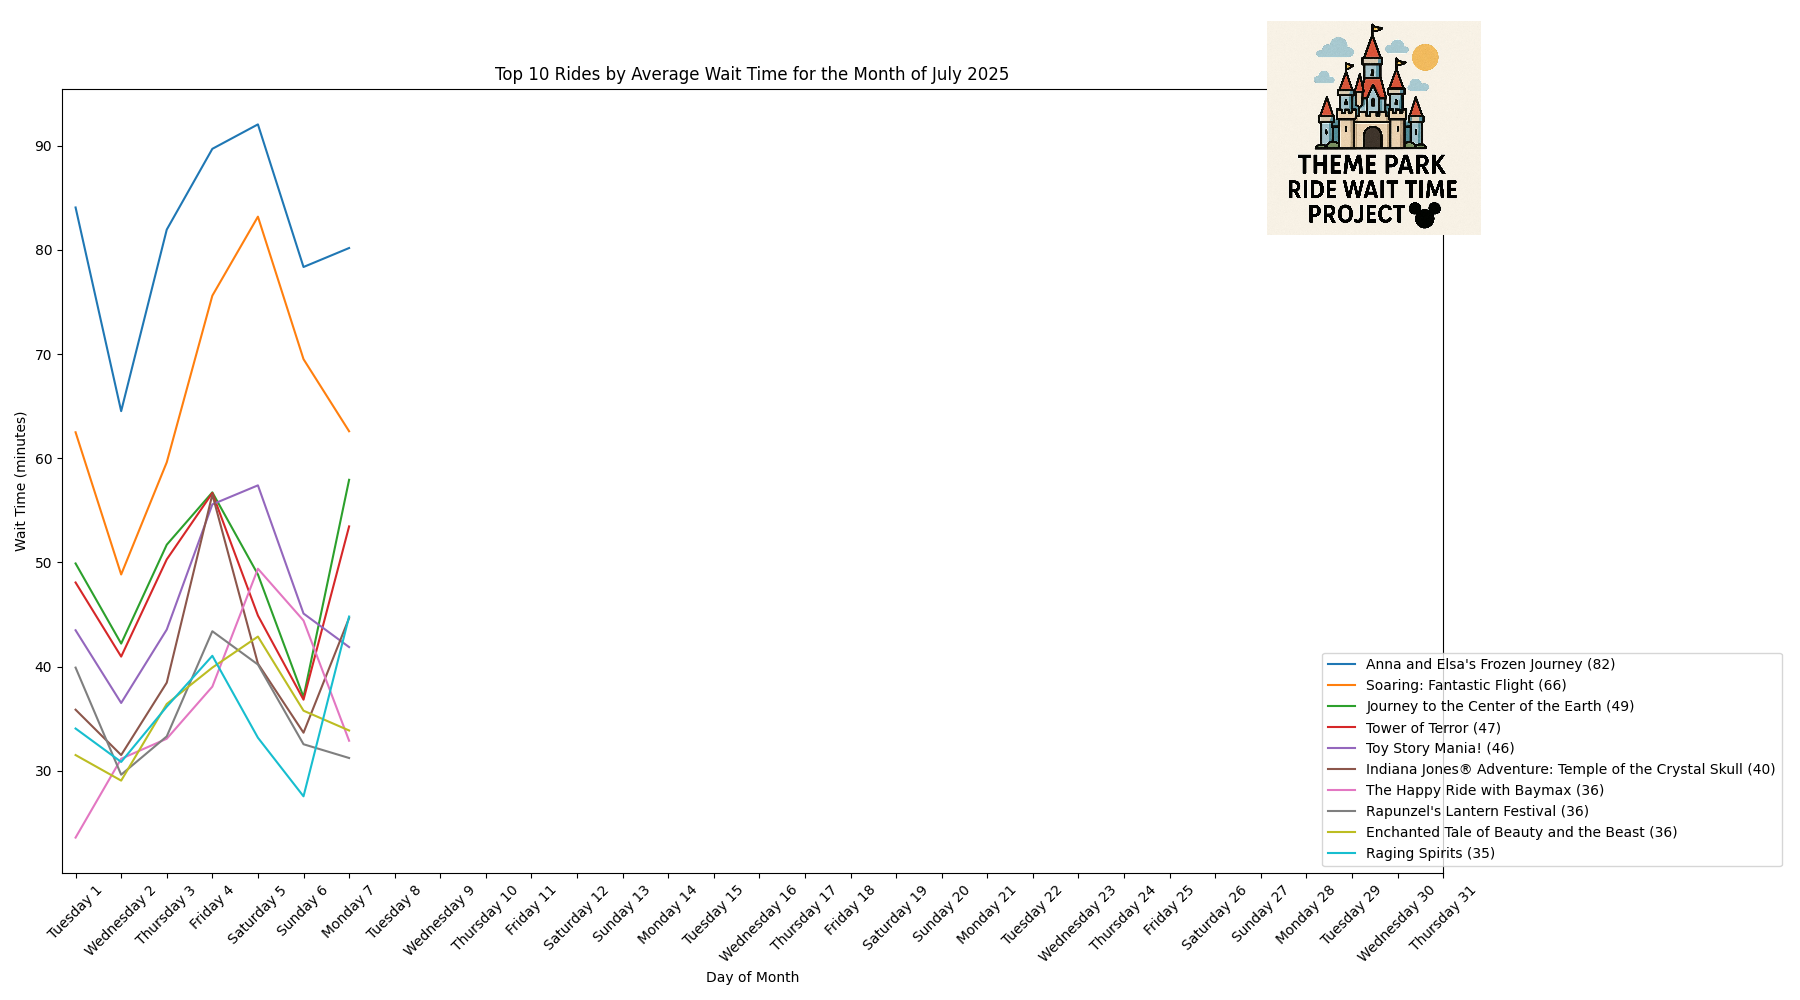 Top 10 Rides by Average Wait Time for the Month of July 2025
THEME PARK
RIDE WAIT TIME
PROJECT
Wait Time (minutes)
90
80
70
60
50
40
30
Anna and Elsa's Frozen Journey (82)
Soaring: Fantastic Flight (66)
Journey to the Center of the Earth (49)
Tower of Terror (47)
Toy Story Mania! (46)
Indiana Jones® Adventure: Temple of the Crystal Skull (40)
The Happy Ride with Baymax (36)
Rapunzel's Lantern Festival (36)
Enchanted Tale of Beauty and the Beast (36)
Raging Spirits (35)
Tuesday 1
Wednesday 2
Thursday 3
Friday 4
Saturday 5
Sunday 6
Monday 7
Tuesday 8
Wednesday 9
Thursday 10
Friday 11
Saturday 12
Sunday 13
Monday 14
Tuesday 15
Wednesday 16
Thursday 17
Friday 18
Saturday 19
Sunday 20
Monday 21
Tuesday 22
Wednesday 23
Thursday 24
Friday 25
Saturday 26
Sunday 27
Monday 28
Tuesday 29
Wednesday 30
Thursday 31
Day of Month